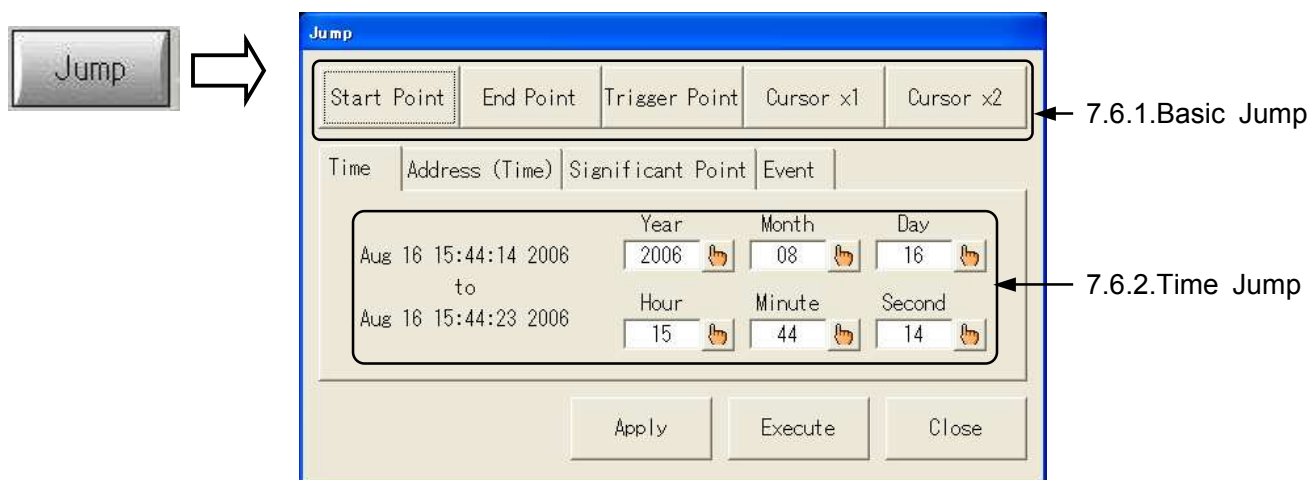 Jump
Jump
Start Point End Point Trigger Point Cursor x1 Cursor x2
7.6.1.Basic Jump
Time Address (Time) Significant Point Event
Year Month Day
Aug 16 15:44:14 2006 2006 08 16
to
7.6.2.Time Jump
Hour Minute Second
Aug 16 15:44:23 2006 15 44 14
Apply Execute Close